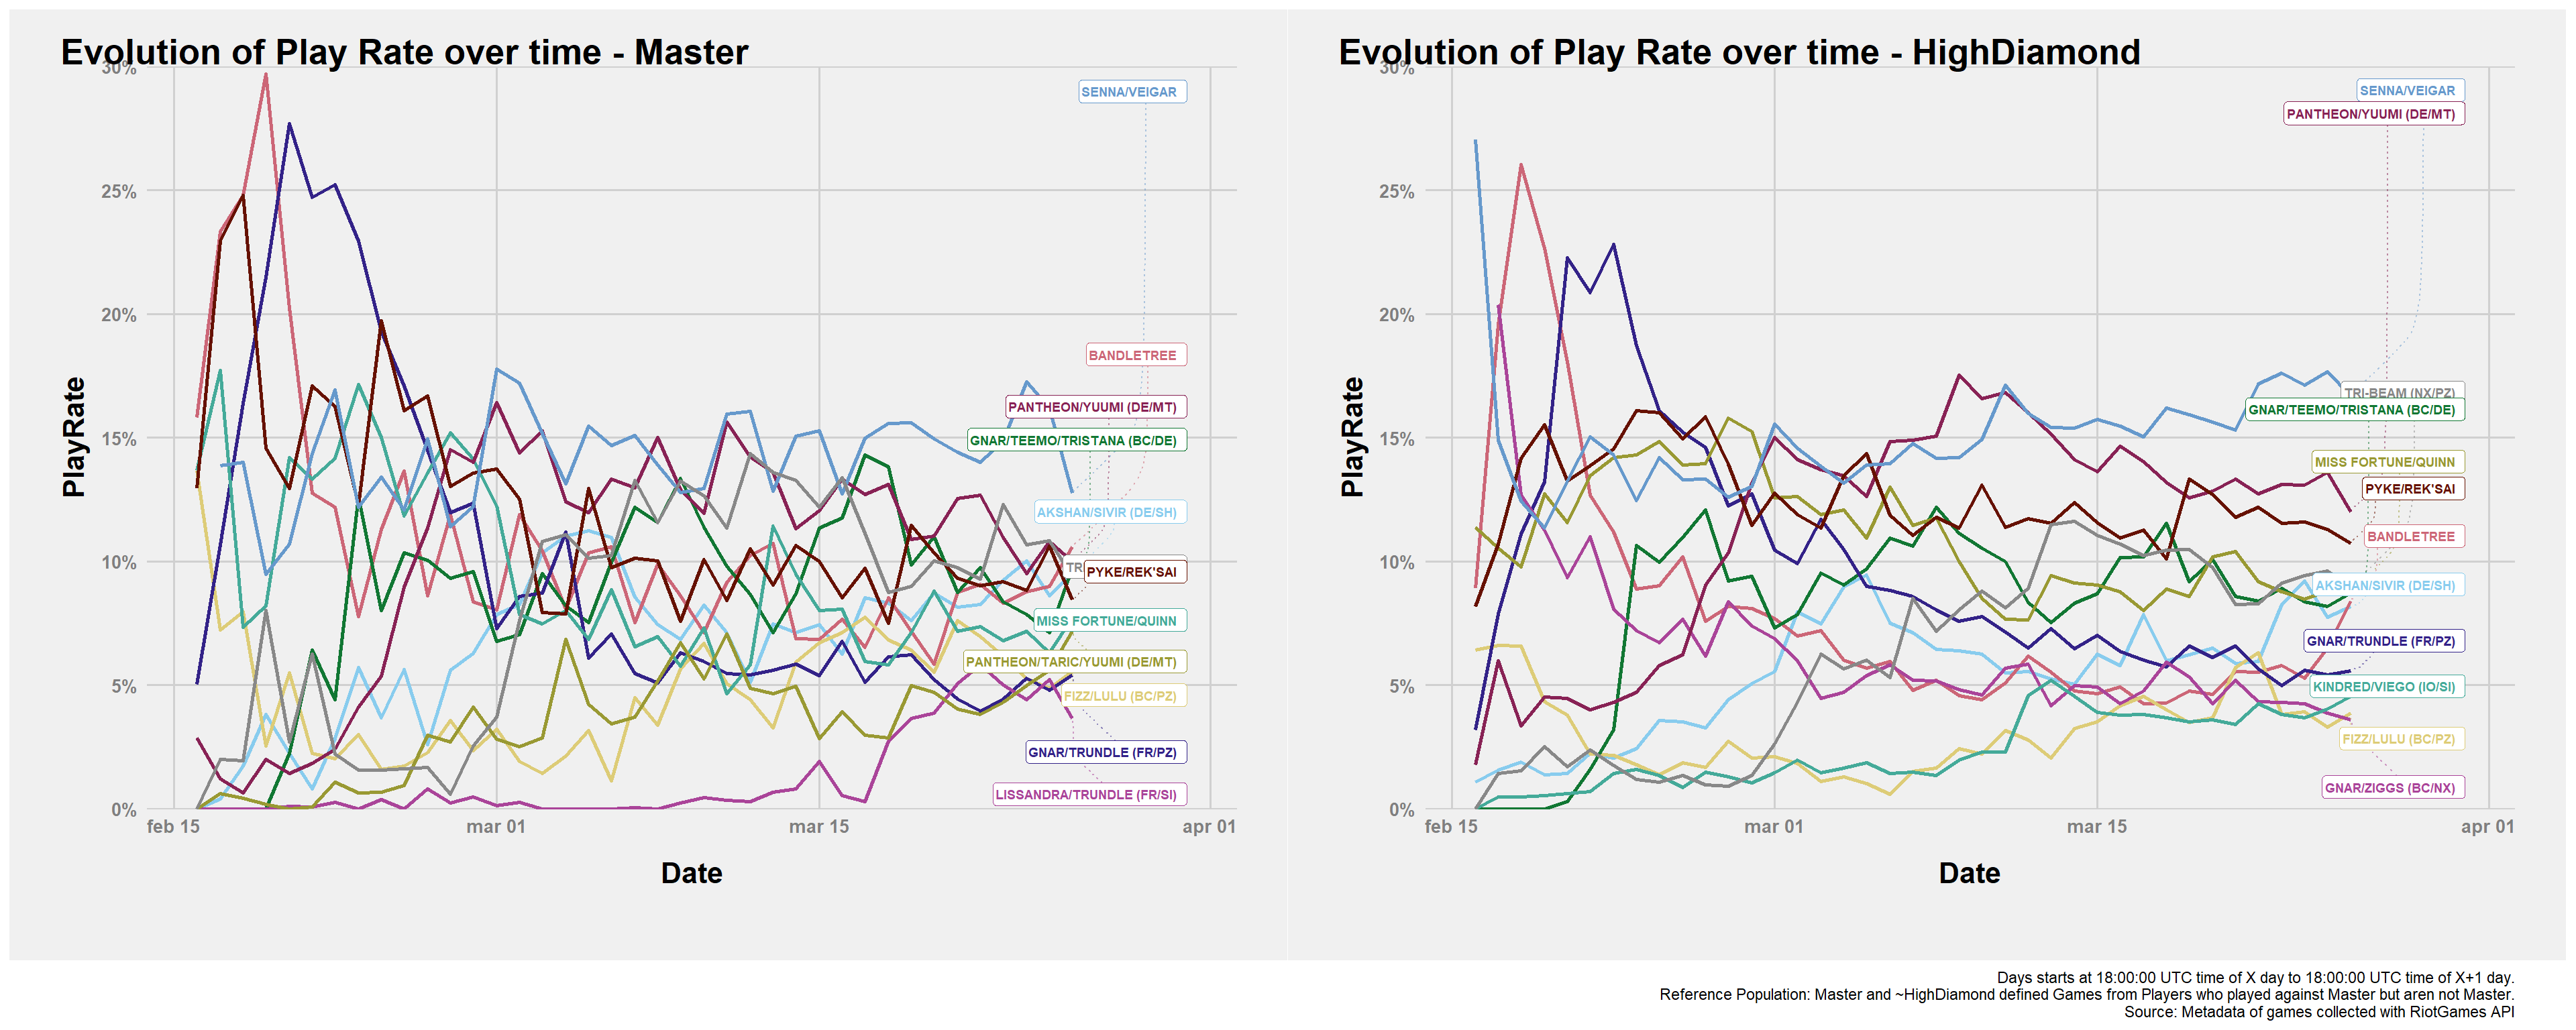 Evolution of Play Rate over time - Master
30%
25%
20%
15%
10%
5%
0%
PlayRate
SENNA/VEIGAR
BANDLETREE
PANTHEON/YUUMI (DE/MT)
GNAR/TEEMO/TRISTANA (BC/DE)
AKSHAN/SIVIR (DE/SH)
TR
PYKE/REK'SAI
MISS FORTUNE/QUINN
PANTHEON/TARIC/YUUMI (DE/MT)
FIZZ/LULU (BC/PZ)
GNAR/TRUNDLE (FR/PZ)
LISSANDRA/TRUNDLE (FR/SI)
feb 15
mar 01
mar 15
apr 01
Date
Evolution of Play Rate over time - HighDiamond
30%
25%
20%
15%
10%
5%
0%
PlayRate
SENNA/VEIGAR
PANTHEON/YUUMI (DE/MT)
TRI-BEAM (NX/PZ)
GNAR/TEEMO/TRISTANA (BC/DE)
MISS FORTUNE/QUINN
PYKE/REK'SAI
BANDLETREE
AKSHAN/SIVIR (DE/SH)
GNAR/TRUNDLE (FR/PZ)
KINDRED/VIEGO (IO/SI)
FIZZ/LULU (BC/PZ)
GNAR/ZIGGS (BC/NX)
feb 15
mar 01
mar 15
apr 01
Date
Days starts at 18:00:00 UTC time of X day to 18:00:00 UTC time of X+1 day.
Reference Population: Master and ~HighDiamond defined Games from Players who played against Master but aren not Master.
Source: Metadata of games collected with RiotGames API